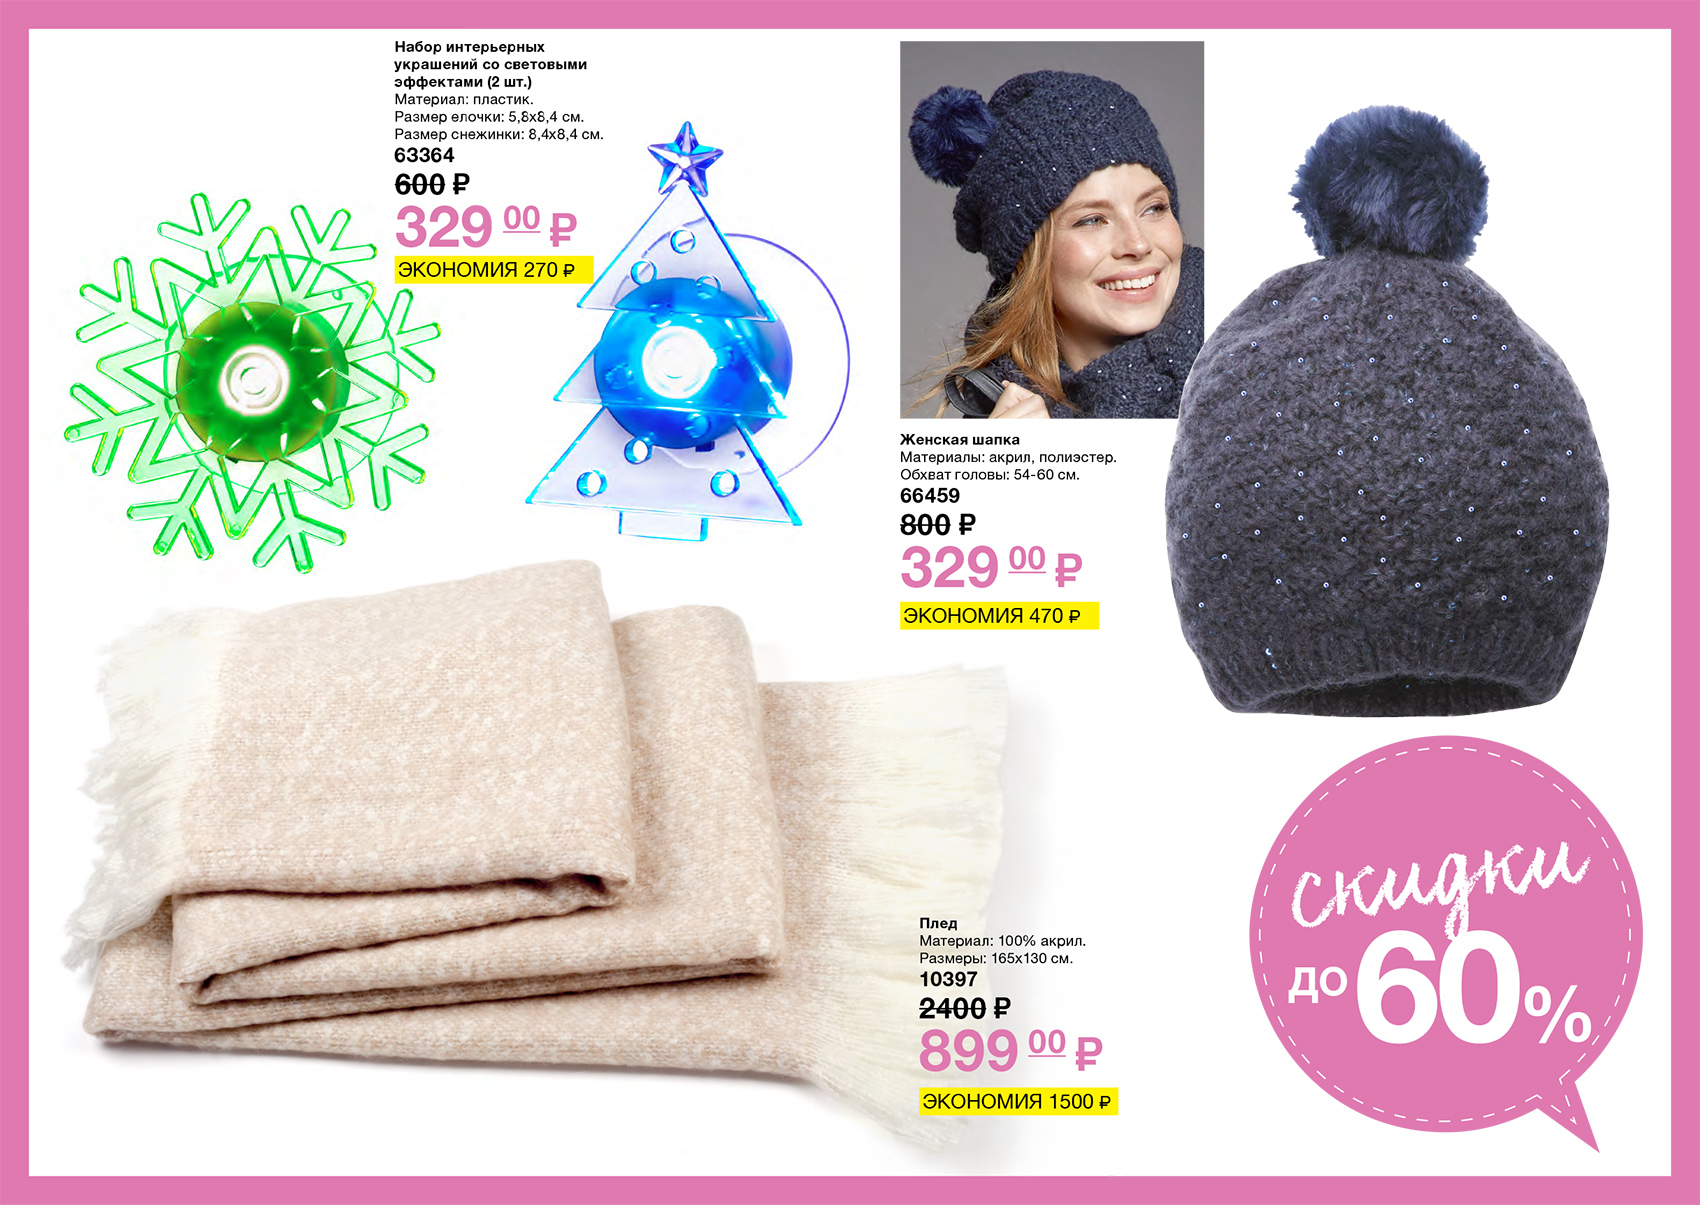 Набор интерьерных
украшений со световыми
эффектами (2 шт.)
Материал: пластик.
Размер елочки: 5,8х8,4 см.
Размер снежинки: 8,4х8,4 см.
63364
600 ₽
329 00 ₽
ЭКОНОМИЯ 270 ₽
Женская шапка
Материалы: акрил, полиэстер.
Обхват головы: 54-60 см.
66459
800 ₽
329 00 ₽
ЭКОНОМИЯ 470 ₽
Плед
Материал: 100% акрил.
Размеры: 165х130 см.
10397
2400 ₽
899 00 ₽
ЭКОНОМИЯ 1500 ₽
скидки
до 60%